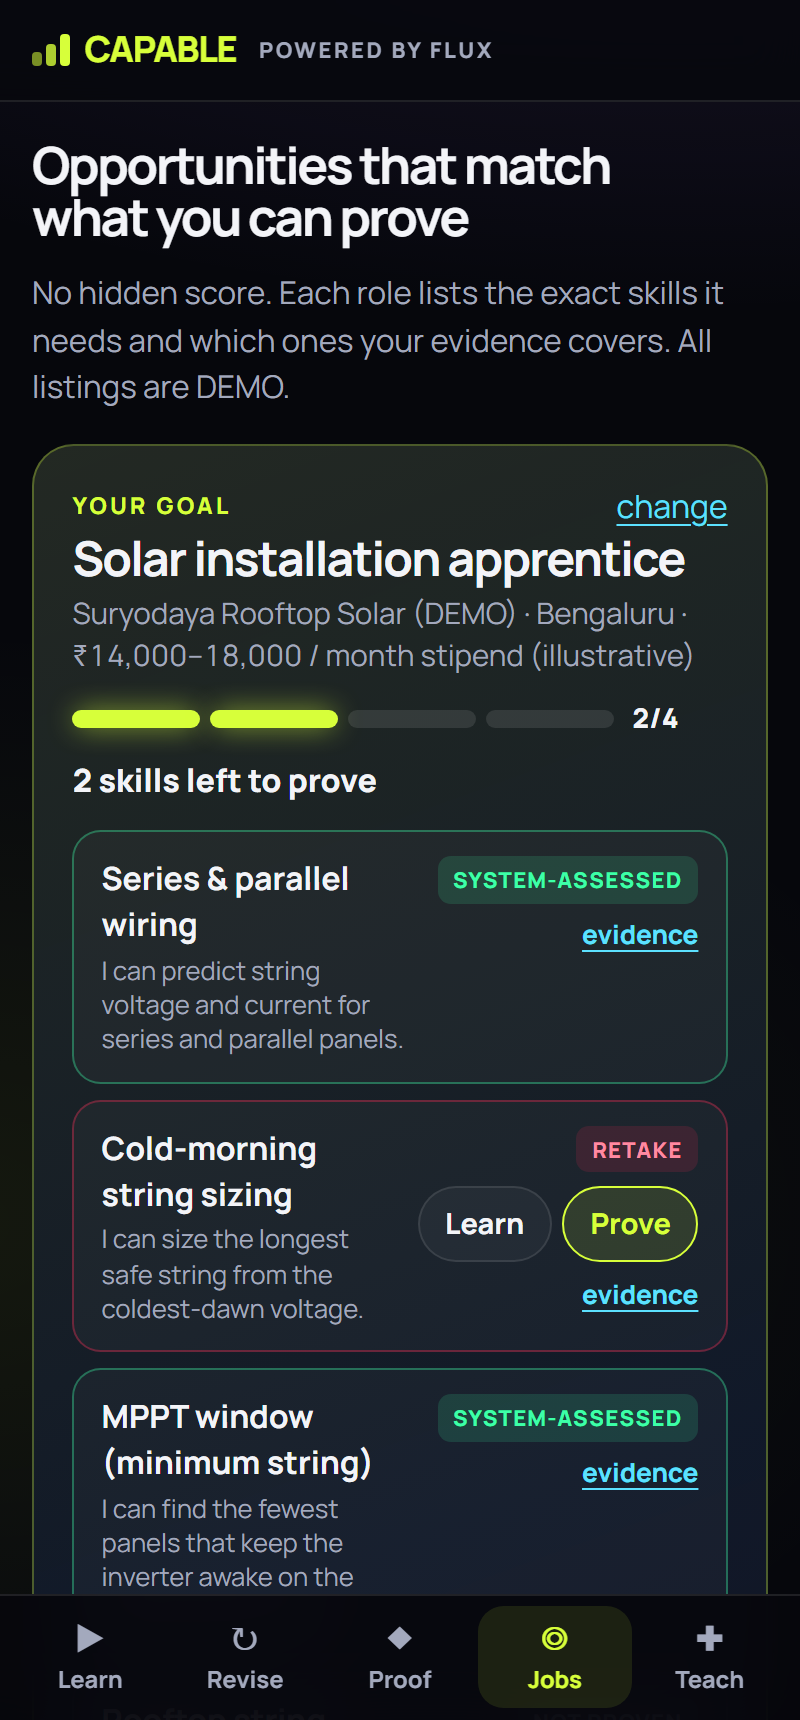 CAPABLE POWERED BY FLUX
Opportunities that match
what you can prove
No hidden score. Each role lists the exact skills it
needs and which ones your evidence covers. All
listings are DEMO.
YOUR GOAL
change
Solar installation apprentice
Suryodaya Rooftop Solar (DEMO) · Bengaluru ·
₹14,000–18,000 / month stipend (illustrative)
2/4
2 skills left to prove
Series & parallel
wiring
SYSTEM-ASSESSED
evidence
I can predict string
voltage and current for
series and parallel panels.
Cold-morning
string sizing
RETAKE
Learn
Prove
evidence
I can size the longest
safe string from the
coldest-dawn voltage.
MPPT window
(minimum string)
SYSTEM-ASSESSED
evidence
I can find the fewest
panels that keep the
inverter awake on the
Learn
Revise
Proof
Jobs
Teach
Rooftop string